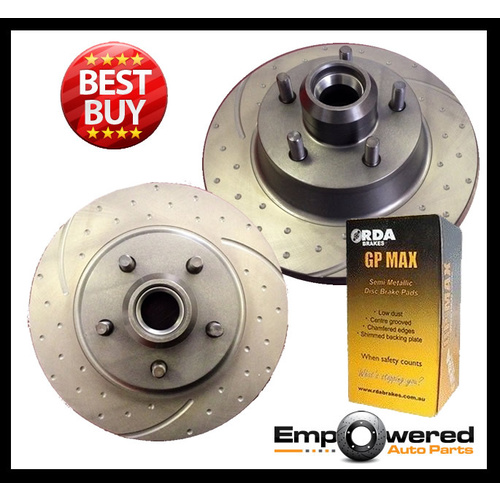 BEST
BUY
RDA
BRAKES
GP MAX
Semi Metallic
Disc Brake Pads
• Low dust
• Centre grooved
• Chamfered edges
• Shimmed backing plate
When safety counts
What's stopping you?
www.rdabrakes.com.au
GP MAX
Empowered
Auto Parts